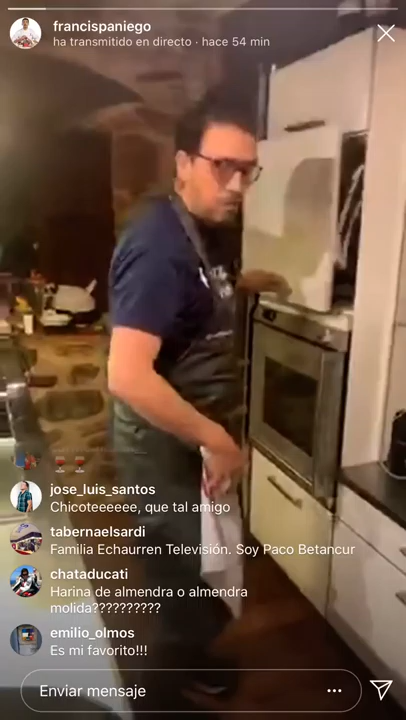 francispaniego
ha transmitido en directo · hace 54 min
jose_luis_santos
Chicoteeeeee, que tal amigo
tabernaelsardi
Familia Echaurren Televisión. Soy Paco Betancur
chataducati
Harina de almendra o almendra
molida??????????
emilio_olmos
Es mi favorito!!!
Enviar mensaje